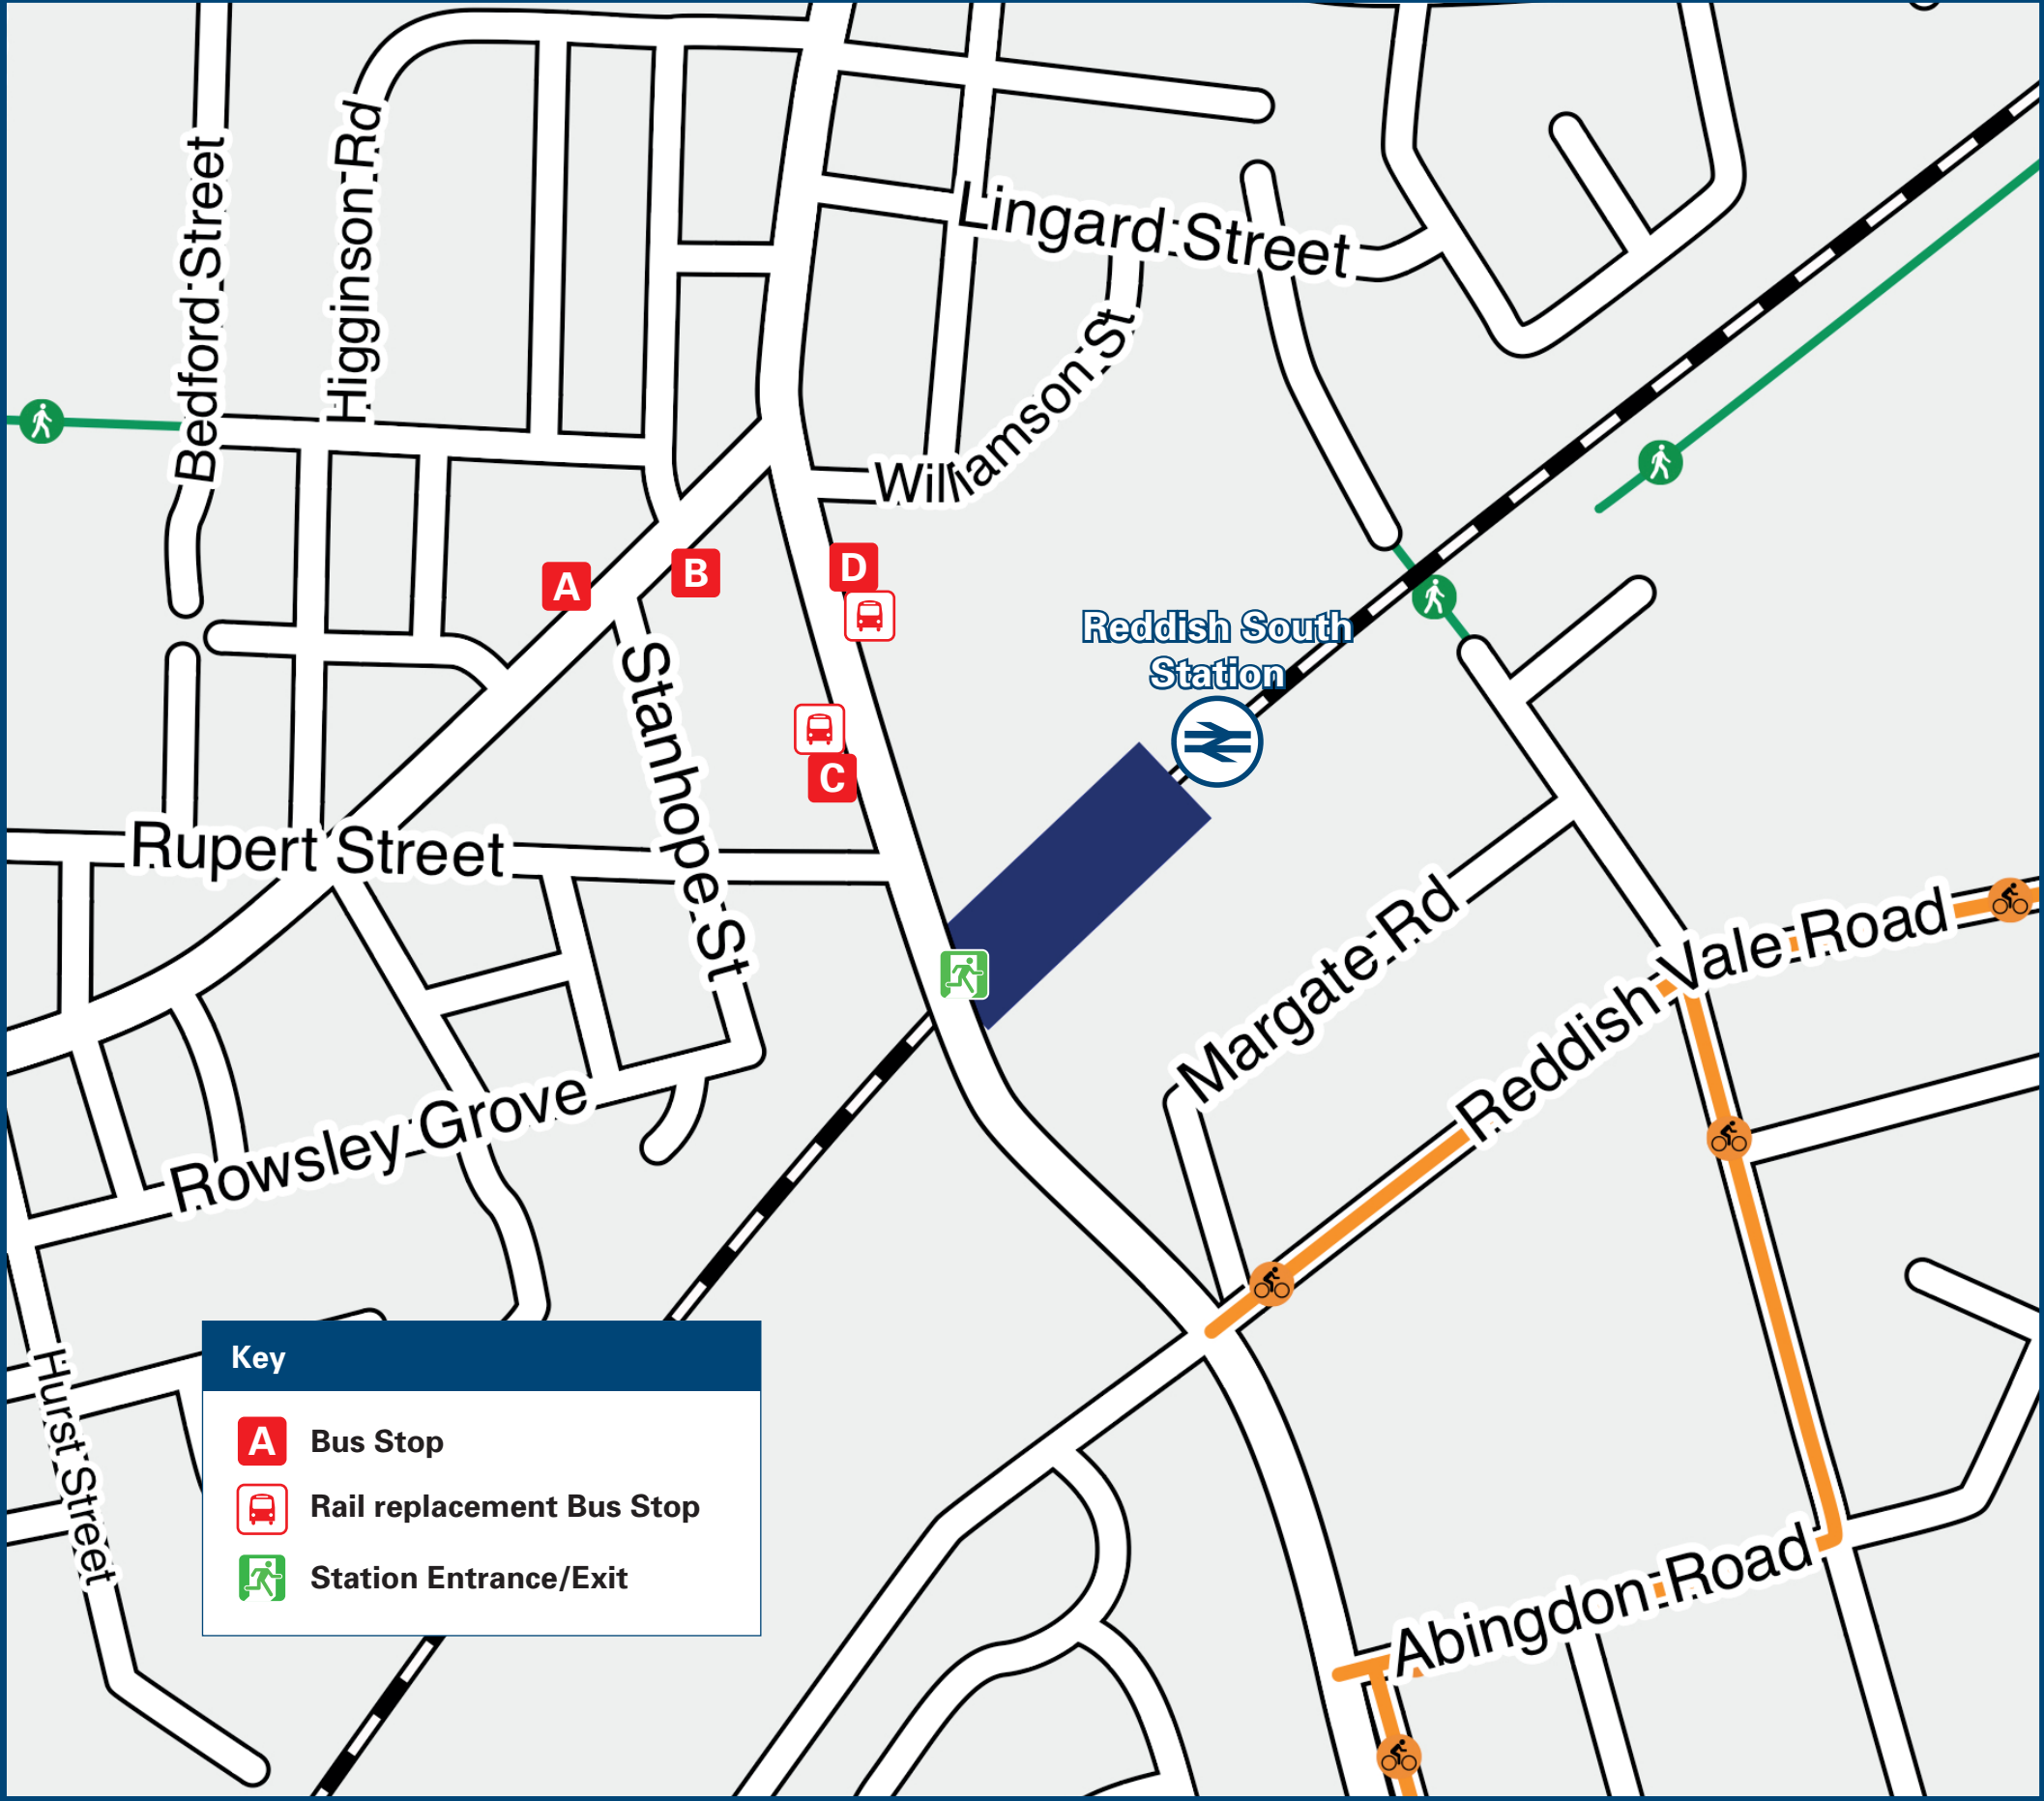 Bedford Street
Higginson Rd
Lingard Street
Williamson St
A
B
D
Reddish South
Station
Stanhope St
C
Rupert Street
Margate Rd
Reddish Vale Road
Rowsley Grove
Hurst Street
Abingdon Road
Key
A Bus Stop
Rail replacement Bus Stop
Station Entrance/Exit